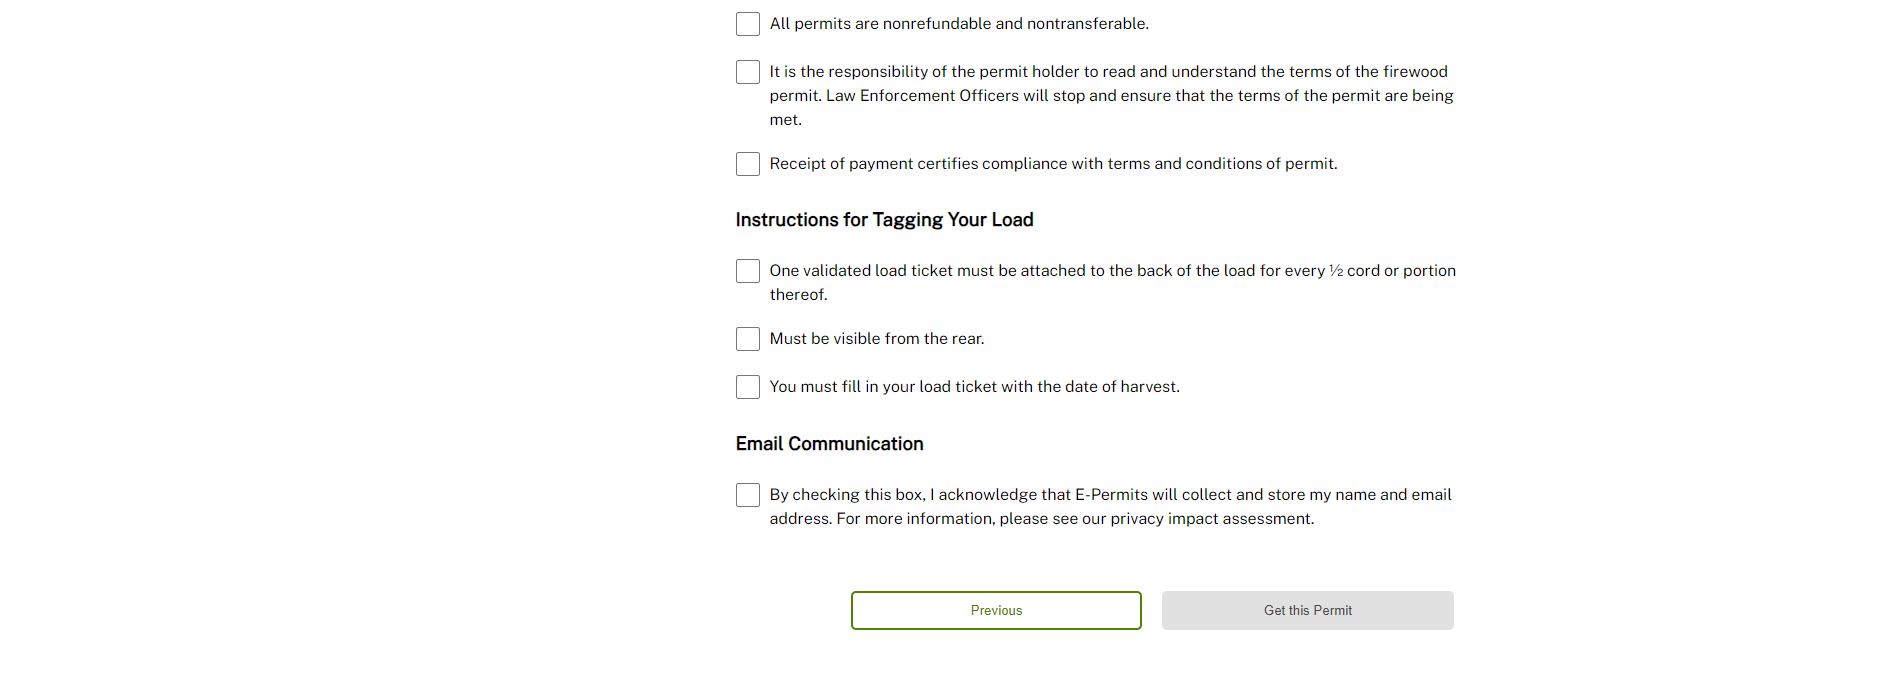 All permits are nonrefundable and nontransferable.
It is the responsibility of the permit holder to read and understand the terms of the firewood
permit. Law Enforcement Officers will stop and ensure that the terms of the permit are being
met.
Receipt of payment certifies compliance with terms and conditions of permit.
Instructions for Tagging Your Load
One validated load ticket must be attached to the back of the load for every ½ cord or portion
thereof.
Must be visible from the rear.
You must fill in your load ticket with the date of harvest.
Email Communication
By checking this box, I acknowledge that E-Permits will collect and store my name and email
address. For more information, please see our privacy impact assessment.
Previous
Get this Permit